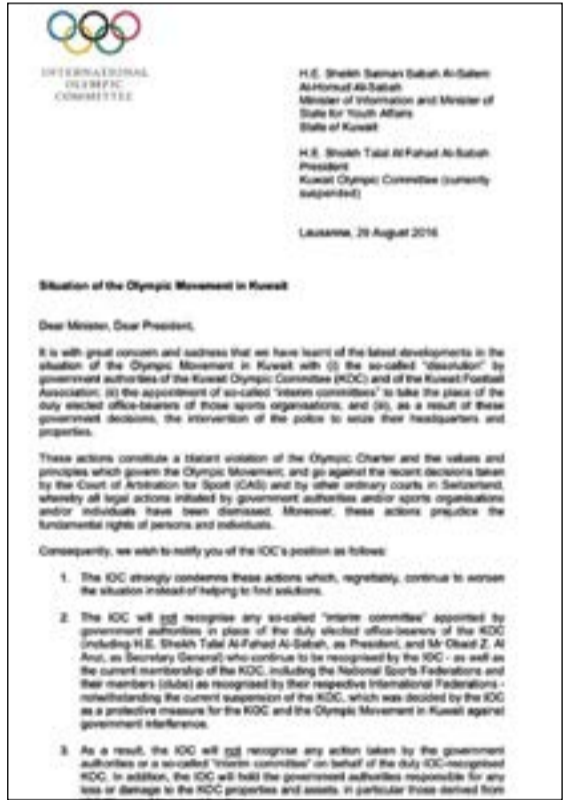 INTERNATIONAL
OLYMPIC
COMMITTEE
H.E. Sheikh Salman Sabah Al-Salem
Al-Homud Al-Sabah
Minister of Information and Minister of
State for Youth Affairs
State of Kuwait
H.E. Sheikh Talal Al Fahad Al-Sabah
President
Kuwait Olympic Committee (currently
suspended)
Lausanne, 29 August 2016
Situation of the Olympic Movement in Kuwait
Dear Minister, Dear President,
It is with great concern and sadness that we have learnt of the latest developments in the
situation of the Olympic Movement in Kuwait with (i) the so-called "dissolution" by
government authorities of the Kuwait Olympic Committee (KOC) and of the Kuwait Football
Association; (ii) the appointment of so-called "interim committees" to take the place of the
duly elected office-bearers of those sports organisations; and (iii), as a result of these
government decisions, the intervention of the police to seize their headquarters and
properties.
These actions constitute a blatant violation of the Olympic Charter and the values and
principles which govern the Olympic Movement, and go against the recent decisions taken
by the Court of Arbitration for Sport (CAS) and by other ordinary courts in Switzerland,
whereby all legal actions initiated by government authorities and/or sports organisations
and/or individuals have been dismissed. Moreover, these actions prejudice the
fundamental rights of persons and individuals.
Consequently, we wish to notify you of the IOC's position as follows:
1. The IOC strongly condemns these actions which, regrettably, continue to worsen
the situation instead of helping to find solutions.
2. The IOC will not recognise any so-called "interim committee" appointed by
government authorities in place of the duly elected office-bearers of the KOC
(including H.E. Sheikh Talal Al-Fahad Al-Sabah, as President, and Mr Obaid Z. Al
Anzi, as Secretary General) who continue to be recognised by the IOC - as well as
the current membership of the KOC, including the National Sports Federations and
their members (clubs) as recognised by their respective International Federations -
notwithstanding the current suspension of the KOC, which was decided by the IOC
as a protective measure for the KOC and the Olympic Movement in Kuwait against
government interference.
3. As a result, the IOC will not recognise any action taken by the government
authorities or a so-called "interim committee" on behalf of the duly IOC-recognised
KOC. In addition, the IOC will hold the government authorities responsible for any
loss or damage to the KOC properties and assets, in particular those derived from